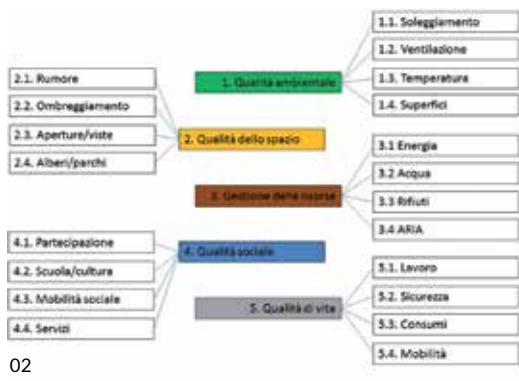 1. Qualità ambientale
1.1. Soleggiamento
1.2. Ventilazione
1.3. Temperature
1.4. Superfici
2. Qualità dello spazio
2.1. Rumore
2.2. Ombreggiamento
2.3. Aperture/viste
2.4. Alberi/parchi
3. Gestione delle risorse
3.1 Energia
3.2 Acqua
3.3 Rifiuti
3.4 ARIA
4. Qualità sociale
4.1. Partecipazione
4.2. Scuola/cultura
4.3. Mobilità sociale
4.4. Servizi
5. Qualità di vita
5.1. Lavoro
5.2. Sicurezza
5.3. Consumi
5.4. Mobilità
02